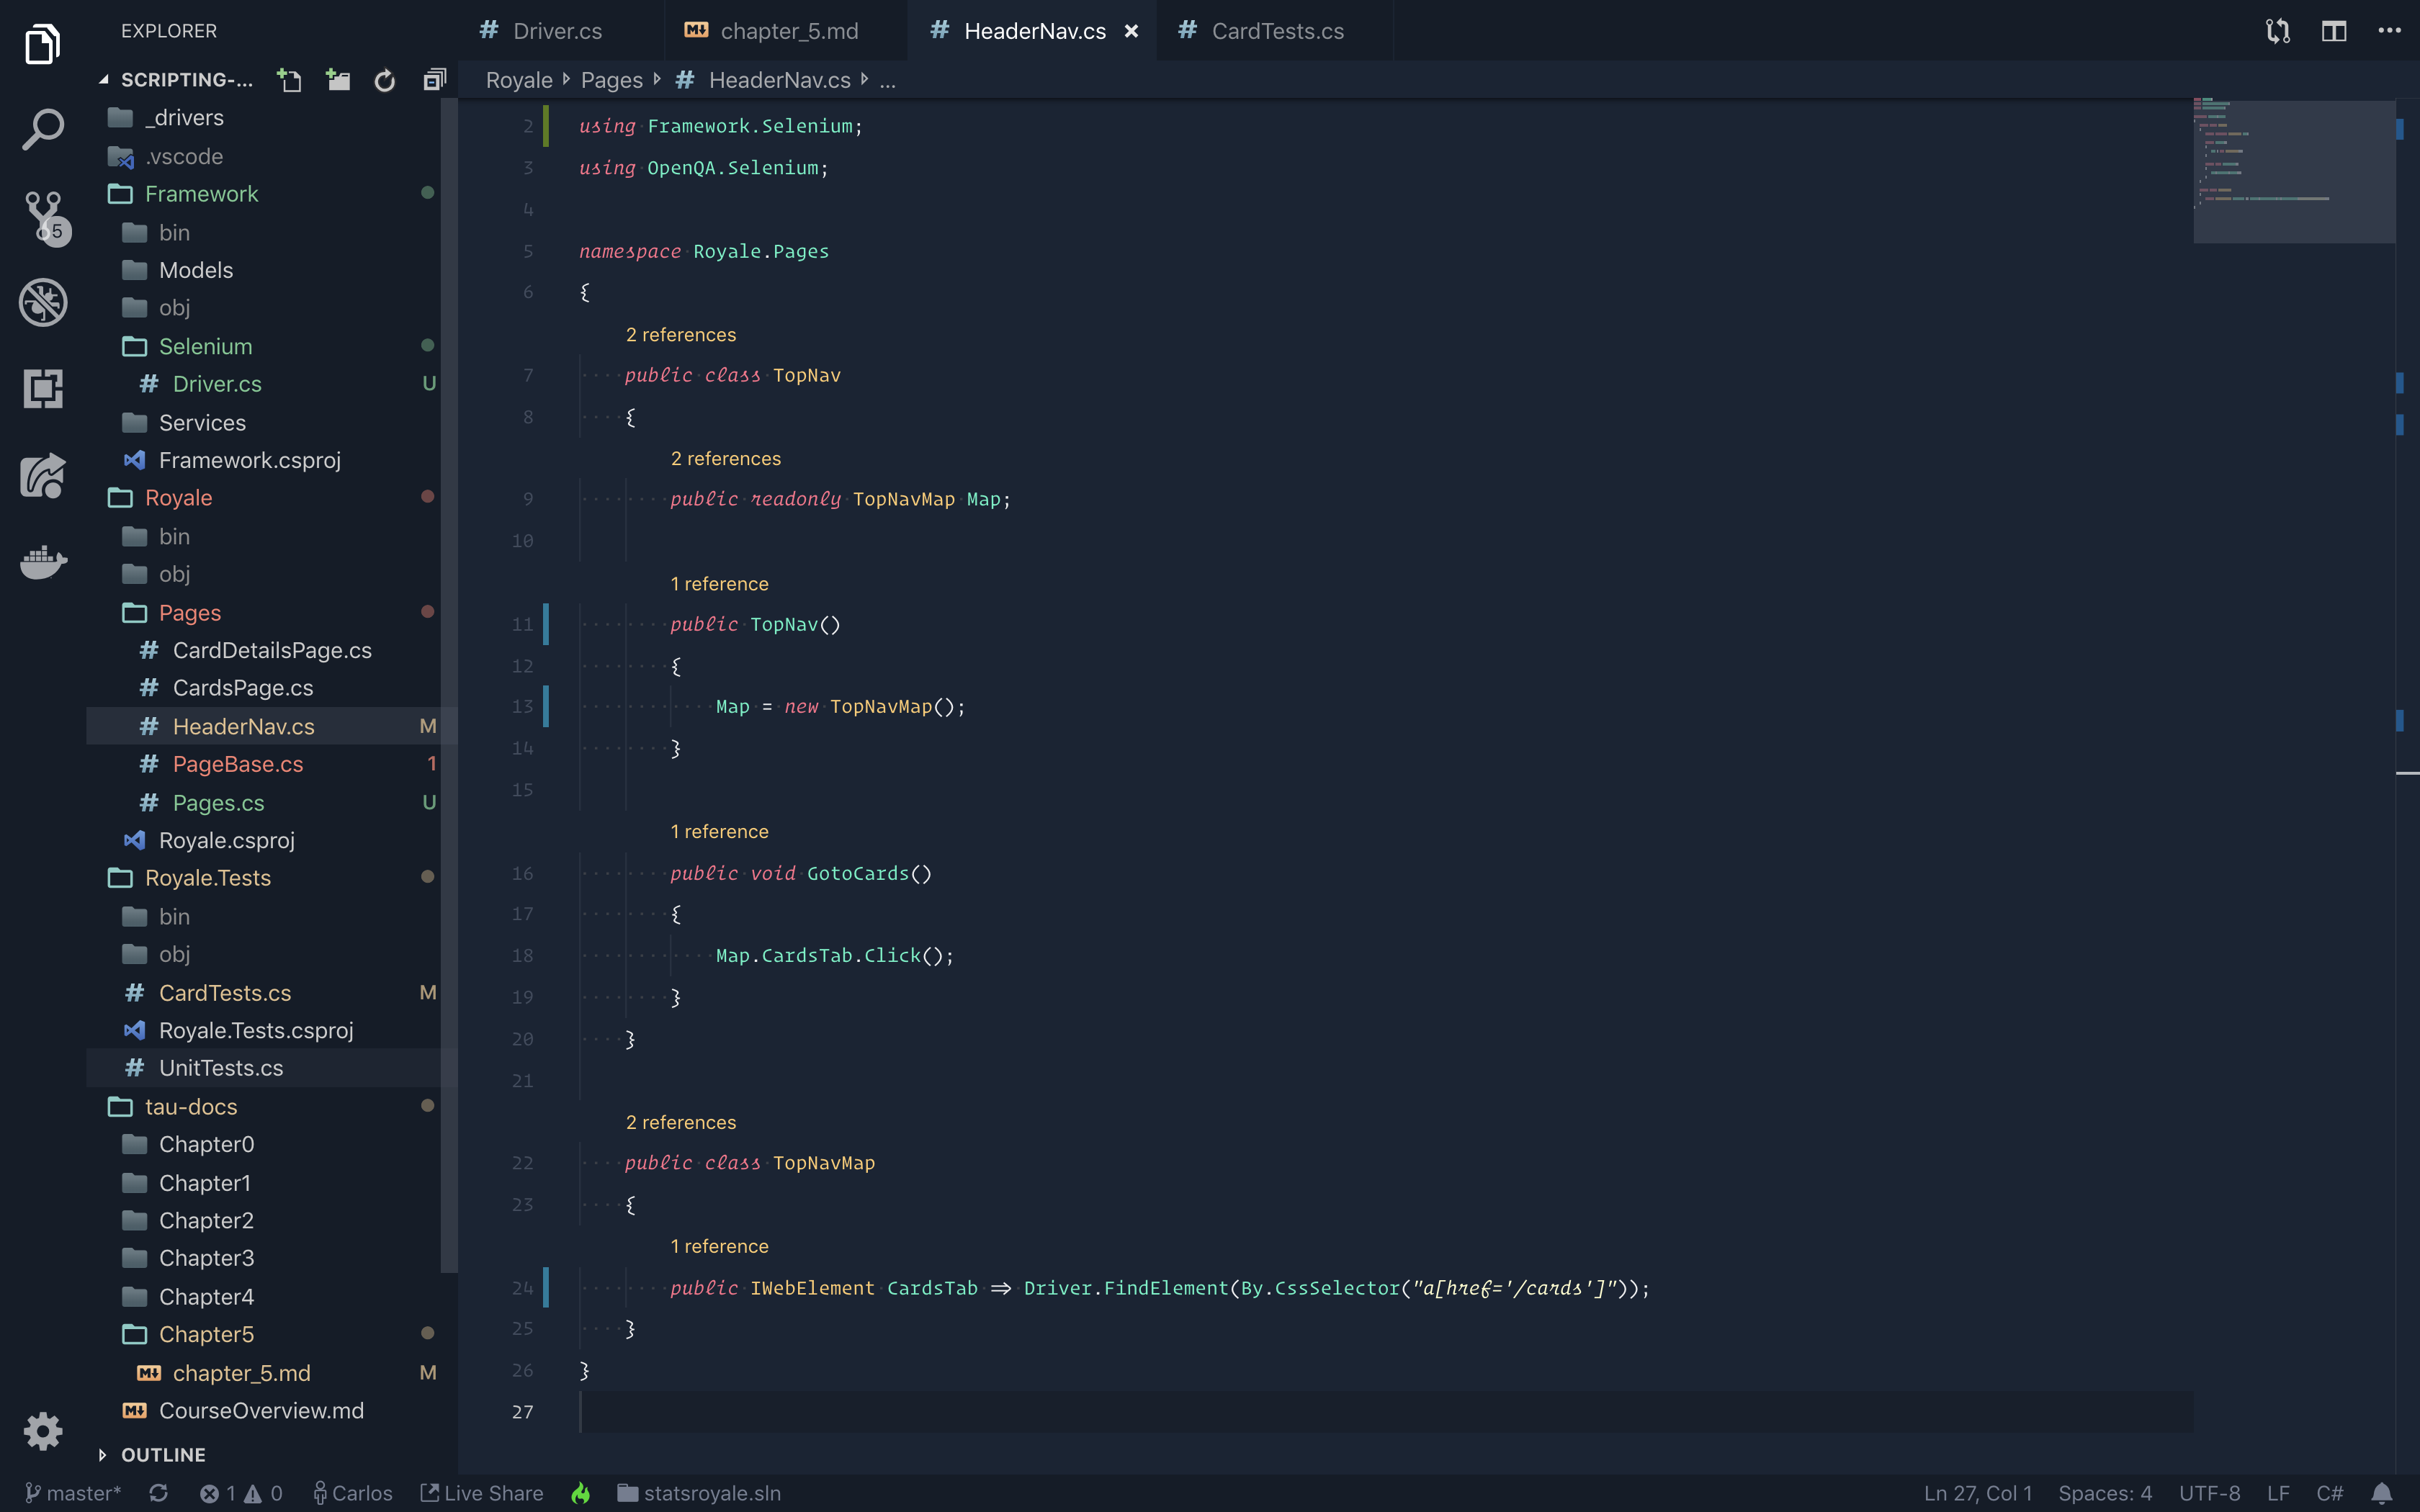 EXPLORER
SCRIPTING-...
_drivers
.vscode
Framework
bin
Models
obj
Selenium
Driver.cs U
Services
Framework.csproj
Royale
bin
obj
Pages
CardDetailsPage.cs
CardsPage.cs
HeaderNav.cs M
PageBase.cs 1
Pages.cs U
Royale.csproj
Royale.Tests
bin
obj
CardTests.cs M
Royale.Tests.csproj
UnitTests.cs
tau-docs
Chapter0
Chapter1
Chapter2
Chapter3
Chapter4
Chapter5
chapter_5.md M
CourseOverview.md
OUTLINE
5
Driver.cs chapter_5.md HeaderNav.cs CardTests.cs
Royale Pages HeaderNav.cs ...
2 using Framework.Selenium;
3 using OpenQA.Selenium;
4
5 namespace Royale.Pages
6 {
2 references
7 public class TopNav
8 {
2 references
9 public readonly TopNavMap Map;
10
1 reference
11 public TopNav()
12 {
13 Map = new TopNavMap();
14 }
15
1 reference
16 public void GotoCards()
17 {
18 Map.CardsTab.Click();
19 }
20 }
21
2 references
22 public class TopNavMap
23 {
1 reference
24 public IWebElement CardsTab => Driver.FindElement(By.CssSelector("a[href='/cards']"));
25 }
26 }
27
master* 1 0 Carlos Live Share statsroyale.sln Ln 27, Col 1 Spaces: 4 UTF-8 LF C#